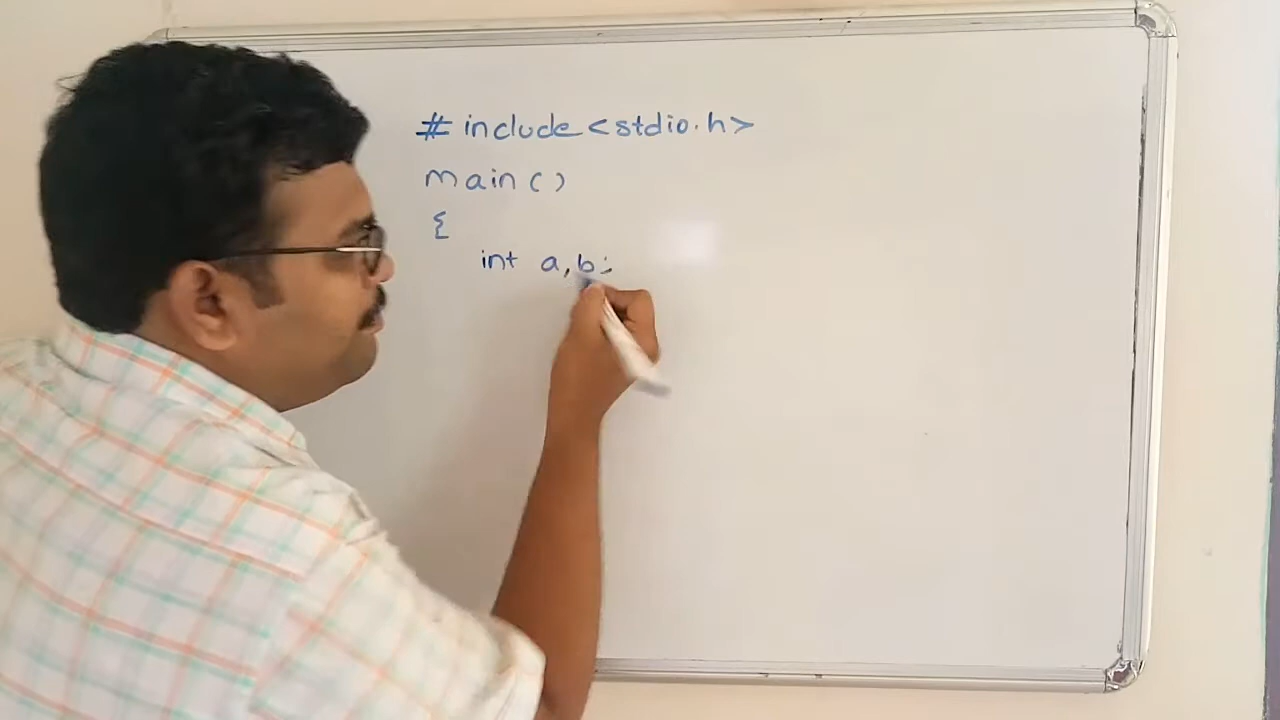 #include<stdio.h>
main()
{
int a,b;